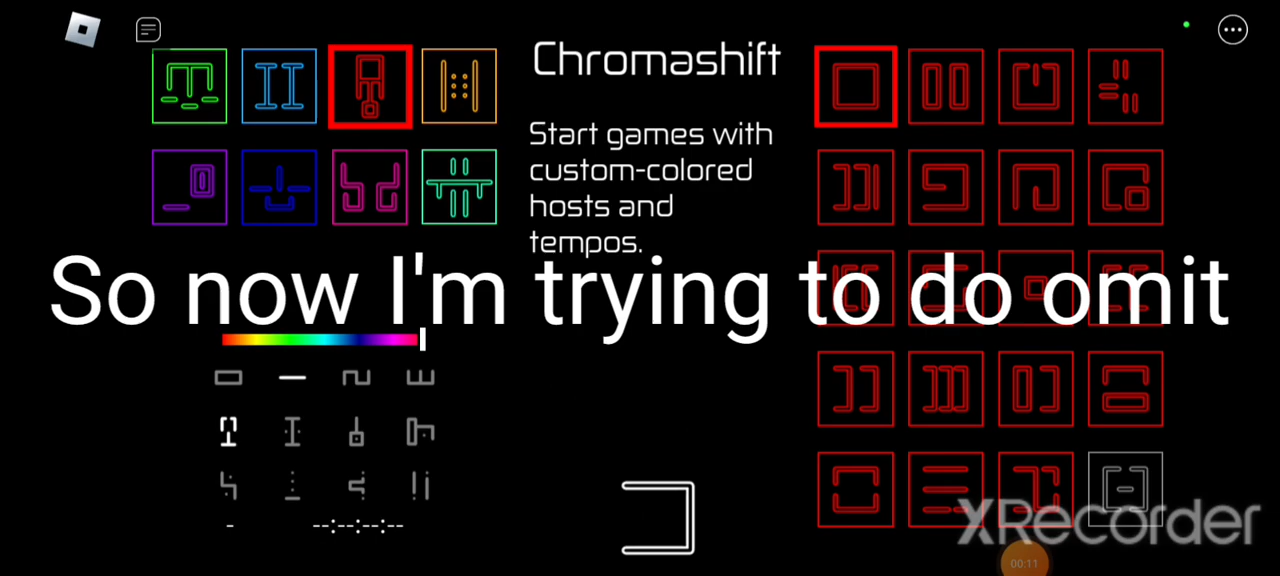 Chromashift
Start games with
custom-colored
hosts and
tempos.
So now I'm trying to do omit
- --:--:--:--
XRecorder
00:11